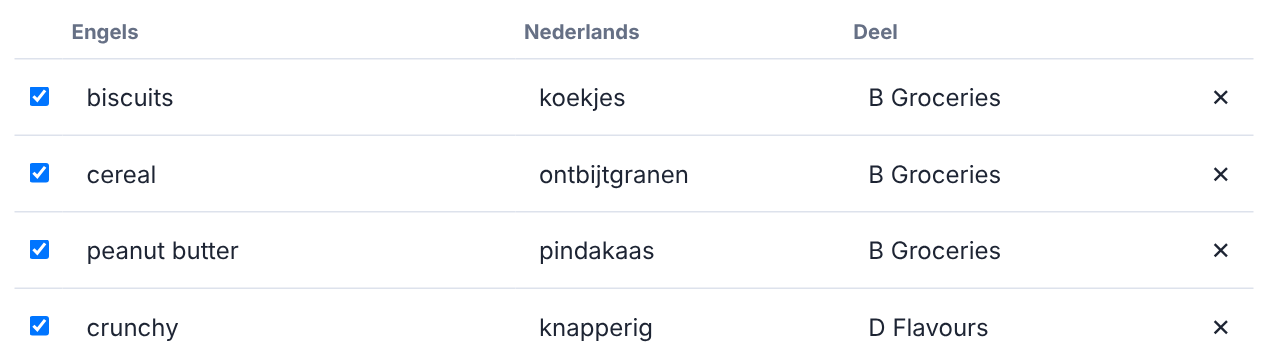 Engels Nederlands Deel
biscuits koekjes B Groceries ✕
cereal ontbijtgranen B Groceries ✕
peanut butter pindakaas B Groceries ✕
crunchy knapperig D Flavours ✕